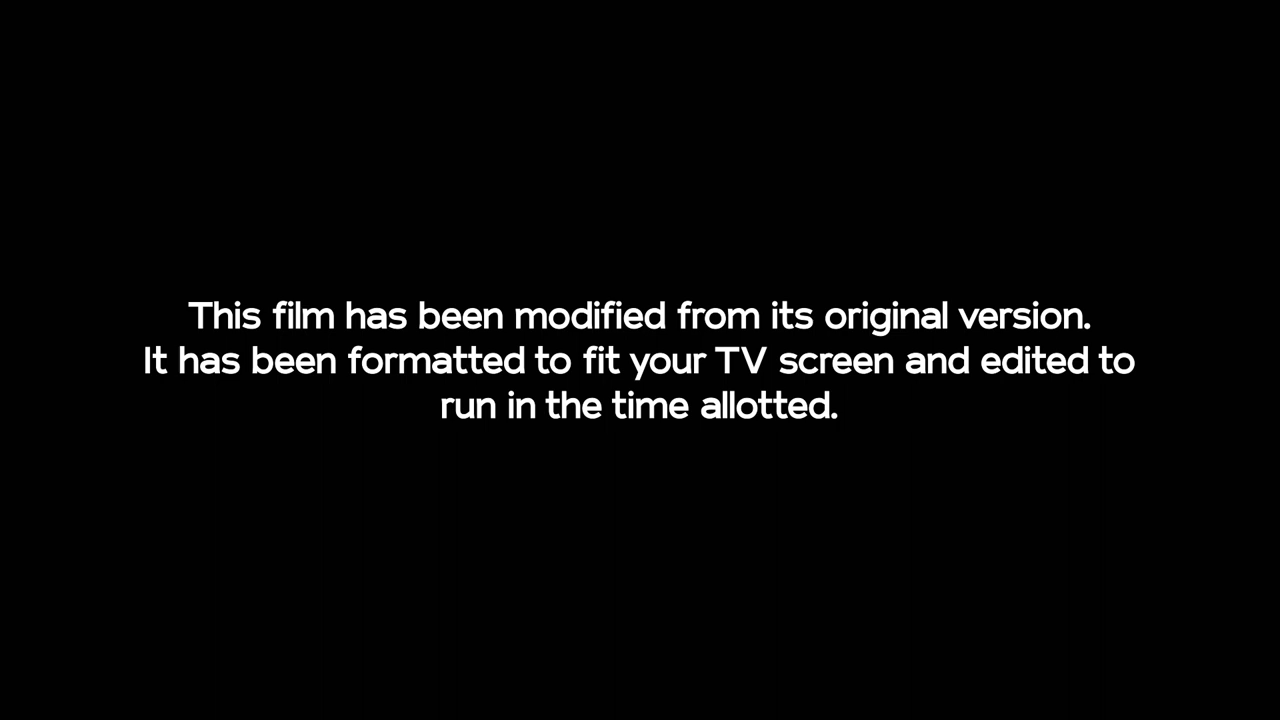 This film has been modified from its original version.
It has been formatted to fit your TV screen and edited to
run in the time allotted.